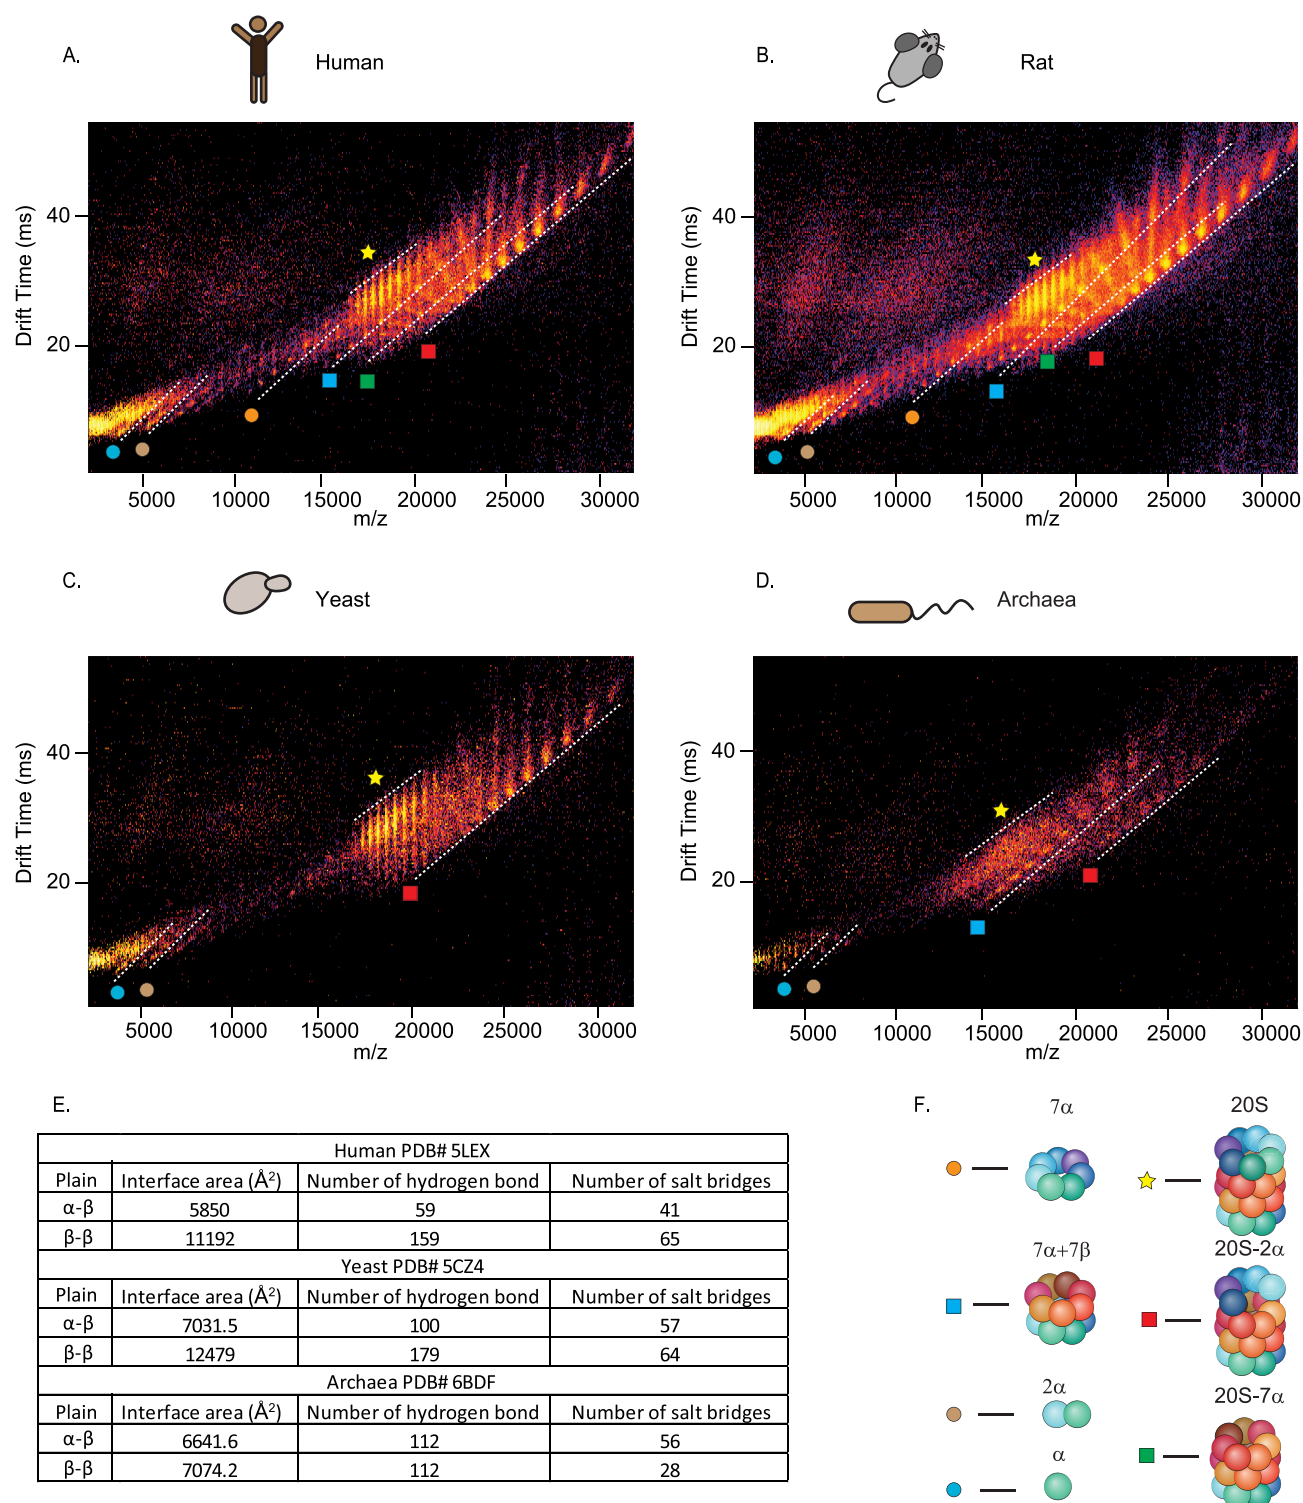 A.
Human
B.
Rat
Drift Time (ms)
40
20
5000 10000 15000 20000 25000 30000
m/z
Drift Time (ms)
40
20
5000 10000 15000 20000 25000 30000
m/z
C.
Yeast
D.
Archaea
Drift Time (ms)
40
20
5000 10000 15000 20000 25000 30000
m/z
Drift Time (ms)
40
20
5000 10000 15000 20000 25000 30000
m/z
E.
Human PDB# 5LEX
Plain Interface area (Å²) Number of hydrogen bond Number of salt bridges
α-β 5850 59 41
β-β 11192 159 65
Yeast PDB# 5CZ4
Plain Interface area (Å²) Number of hydrogen bond Number of salt bridges
α-β 7031.5 100 57
β-β 12479 179 64
Archaea PDB# 6BDF
Plain Interface area (Å²) Number of hydrogen bond Number of salt bridges
α-β 6641.6 112 56
β-β 7074.2 112 28
F.
7α
20S
7α+7β
20S-2α
2α
20S-7α
α